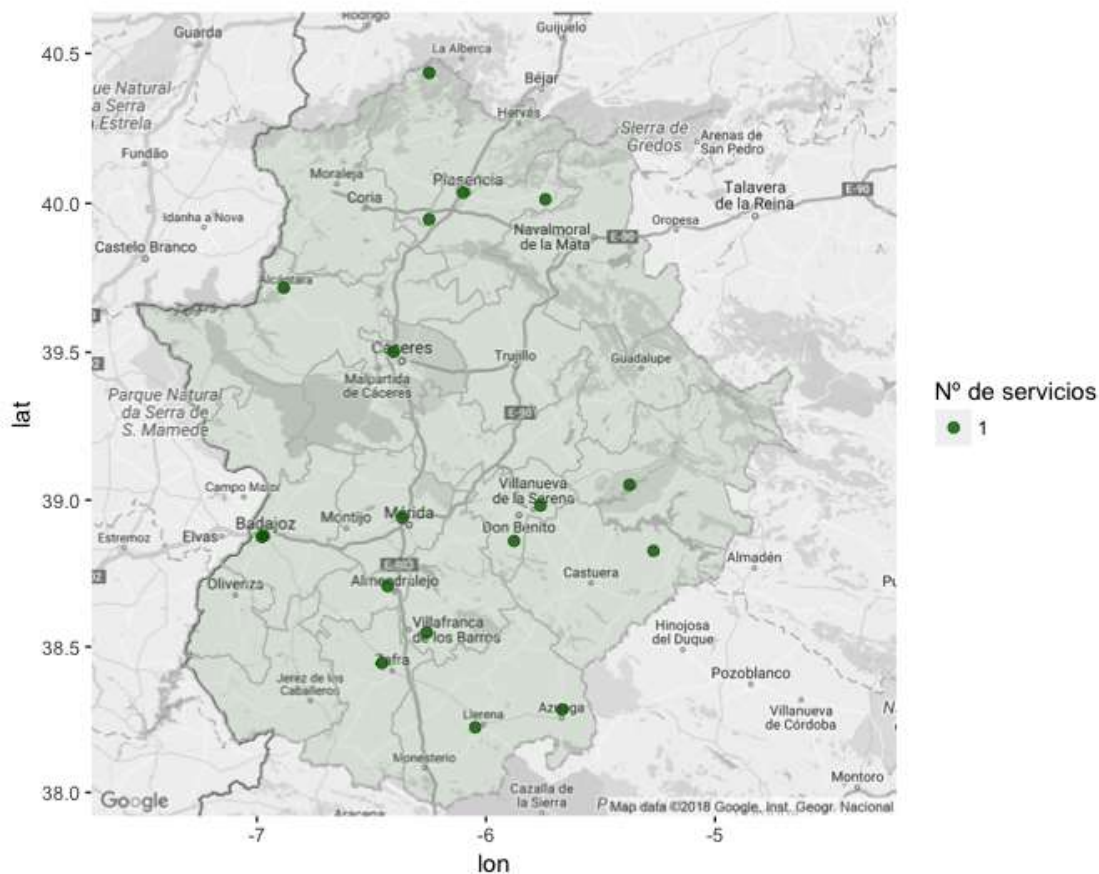 Rodrigo
Guijuelo
40.5
Guarda
La Alberca
Béjar
Hervás
que Natural
a Serra
a Estrela
Sierra de
Gredos
Arenas de
San Pedro
Fundão
Moraleja
Plasencia
Talavera
de la Reina
E-90
40.0
Coria
Idanha a Nova
Oropesa
Navalmoral
de la Mata
E-90
Castelo Branco
Alcántara
39.5
Cáceres
Trujillo
Guadalupe
Malpartida
de Cáceres
Parque Natural
da Serra de
S. Mamede
E-90
Nº de servicios
1
lat
39.0
Campo Maior
Villanueva
de la Serena
Badajoz
Montijo
Mérida
Don Benito
Estremoz
Elvas
Almadén
Castuera
Almendralejo
Olivenza
38.5
Villafranca
de los Barros
Hinojosa
del Duque
Zafra
Pozoblanco
Jerez de los
Caballeros
Azuaga
Llerena
Villanueva
de Córdoba
Monesterio
Montoro
38.0
Google
Cazalla de
la Sierra
Map data ©2018 Google, Inst. Geogr. Nacional
Aracena
-7
-6
-5
lon